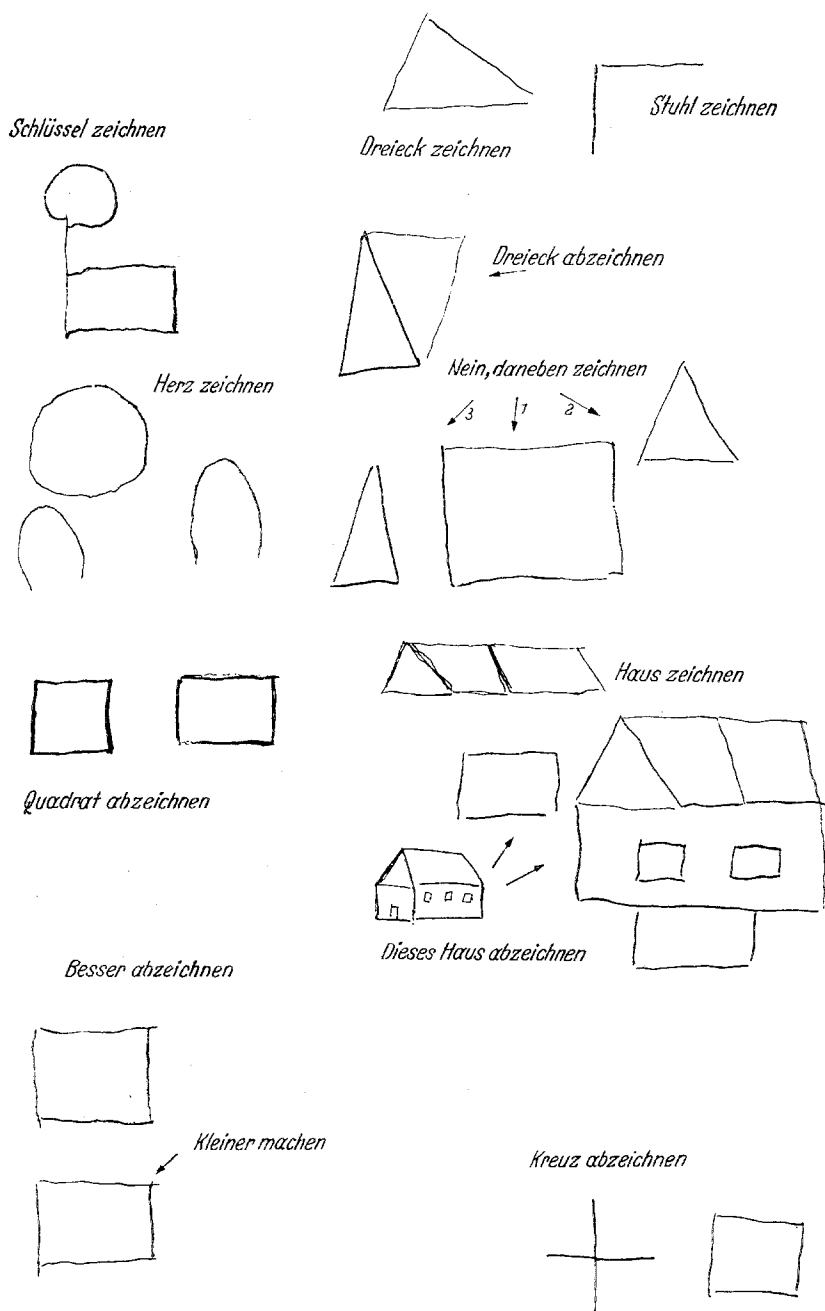 Schlüssel zeichnen
Dreieck zeichnen
Stuhl zeichnen
Dreieck abzeichnen
Herz zeichnen
Nein, daneben zeichnen
3 1 2
Haus zeichnen
Quadrat abzeichnen
Dieses Haus abzeichnen
Besser abzeichnen
Kleiner machen
Kreuz abzeichnen